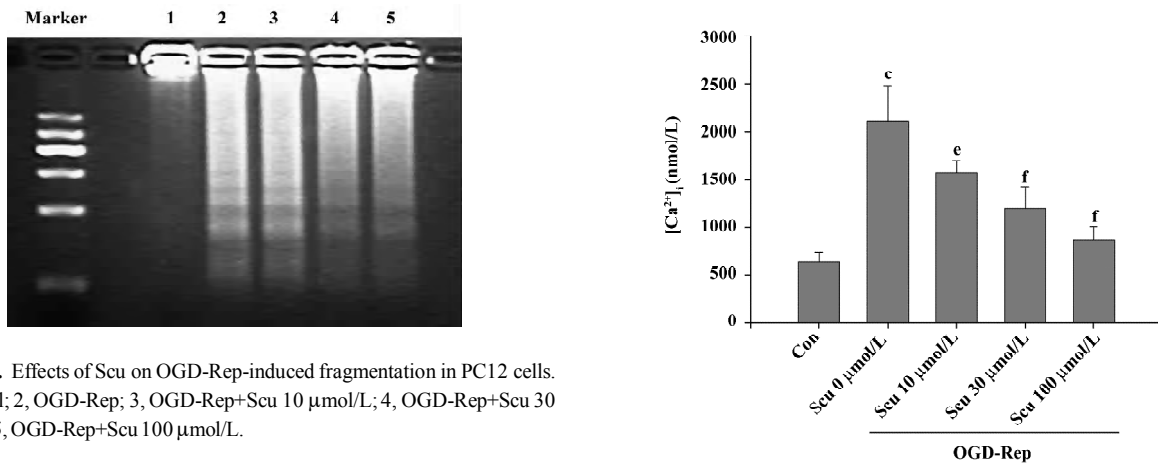 Marker 1 2 3 4 5
. Effects of Scu on OGD-Rep-induced fragmentation in PC12 cells.
l; 2, OGD-Rep; 3, OGD-Rep+Scu 10 μmol/L; 4, OGD-Rep+Scu 30
5, OGD-Rep+Scu 100 μmol/L.
[Ca²⁺]ᵢ (nmol/L)
3000
2500
2000
1500
1000
500
0
c
e
f
f
Con
Scu 0 μmol/L
Scu 10 μmol/L
Scu 30 μmol/L
Scu 100 μmol/L
OGD-Rep